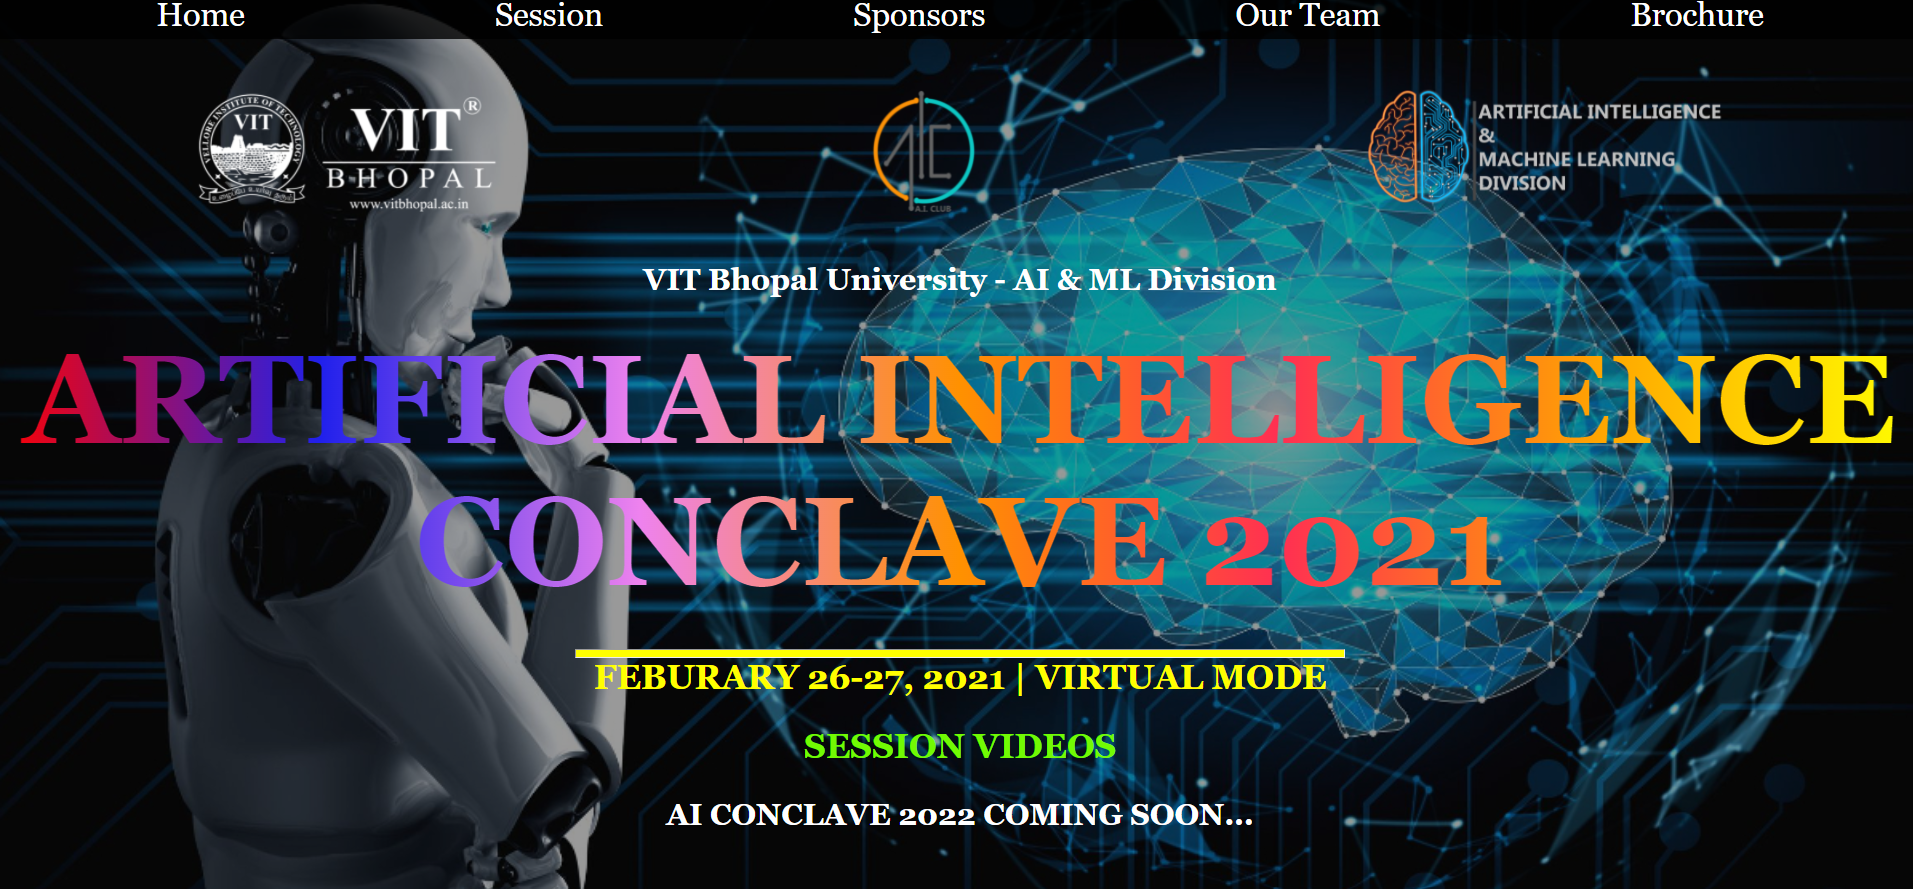 Home Session Sponsors Our Team Brochure
VELLORE INSTITUTE OF TECHNOLOGY
VIT
VIT®
BHOPAL
www.vitbhopal.ac.in
AIC
A.I. CLUB
ARTIFICIAL INTELLIGENCE
&
MACHINE LEARNING
DIVISION
VIT Bhopal University - AI & ML Division
ARTIFICIAL INTELLIGENCE
CONCLAVE 2021
FEBURARY 26-27, 2021 | VIRTUAL MODE
SESSION VIDEOS
AI CONCLAVE 2022 COMING SOON...